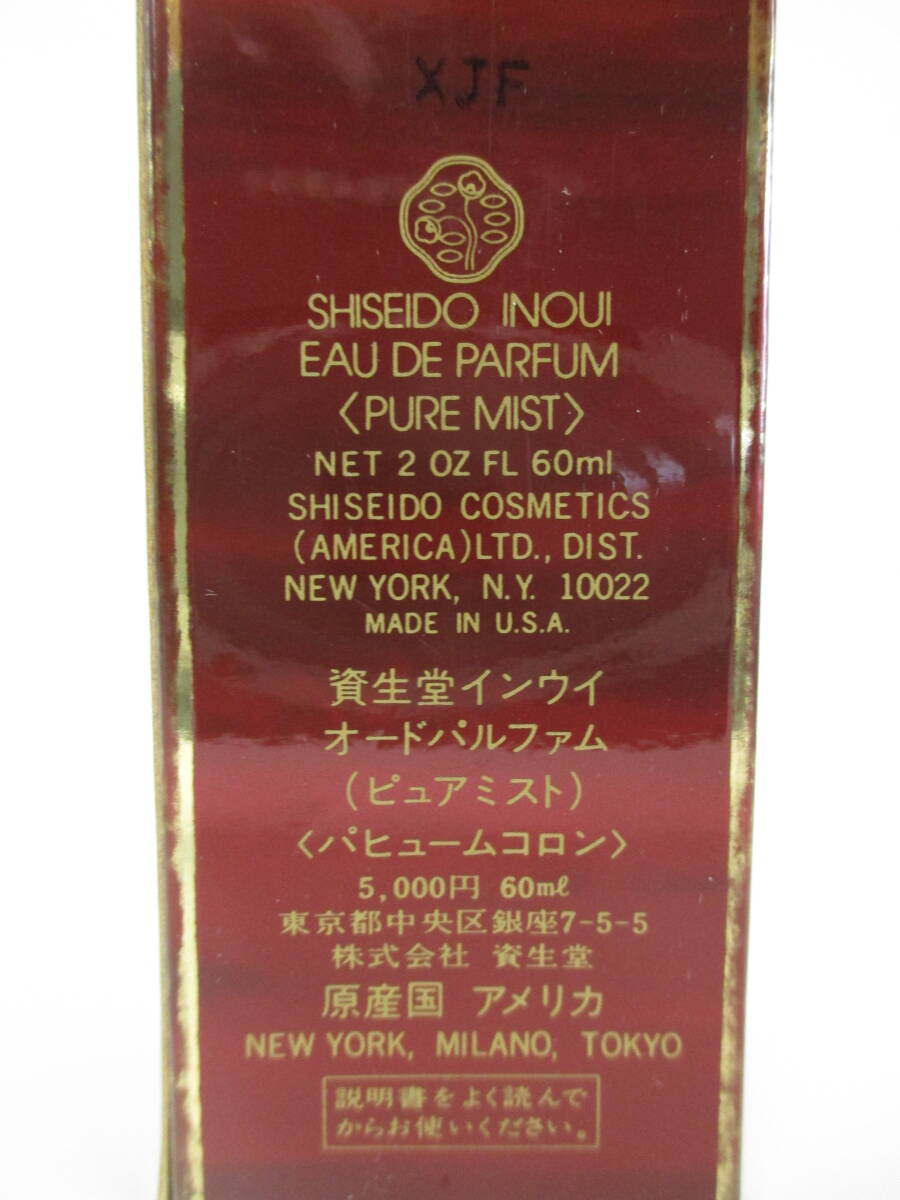 XJF
SHISEIDO INOUI
EAU DE PARFUM
〈PURE MIST〉
NET 2 OZ FL 60ml
SHISEIDO COSMETICS
(AMERICA)LTD., DIST.
NEW YORK, N.Y. 10022
MADE IN U.S.A.
資生堂インウイ
オードパルファム
(ピュアミスト)
〈パヒュームコロン〉
5,000円 60mℓ
東京都中央区銀座7-5-5
株式会社 資生堂
原産国 アメリカ
NEW YORK, MILANO, TOKYO
説明書をよく読んで
からお使いください。